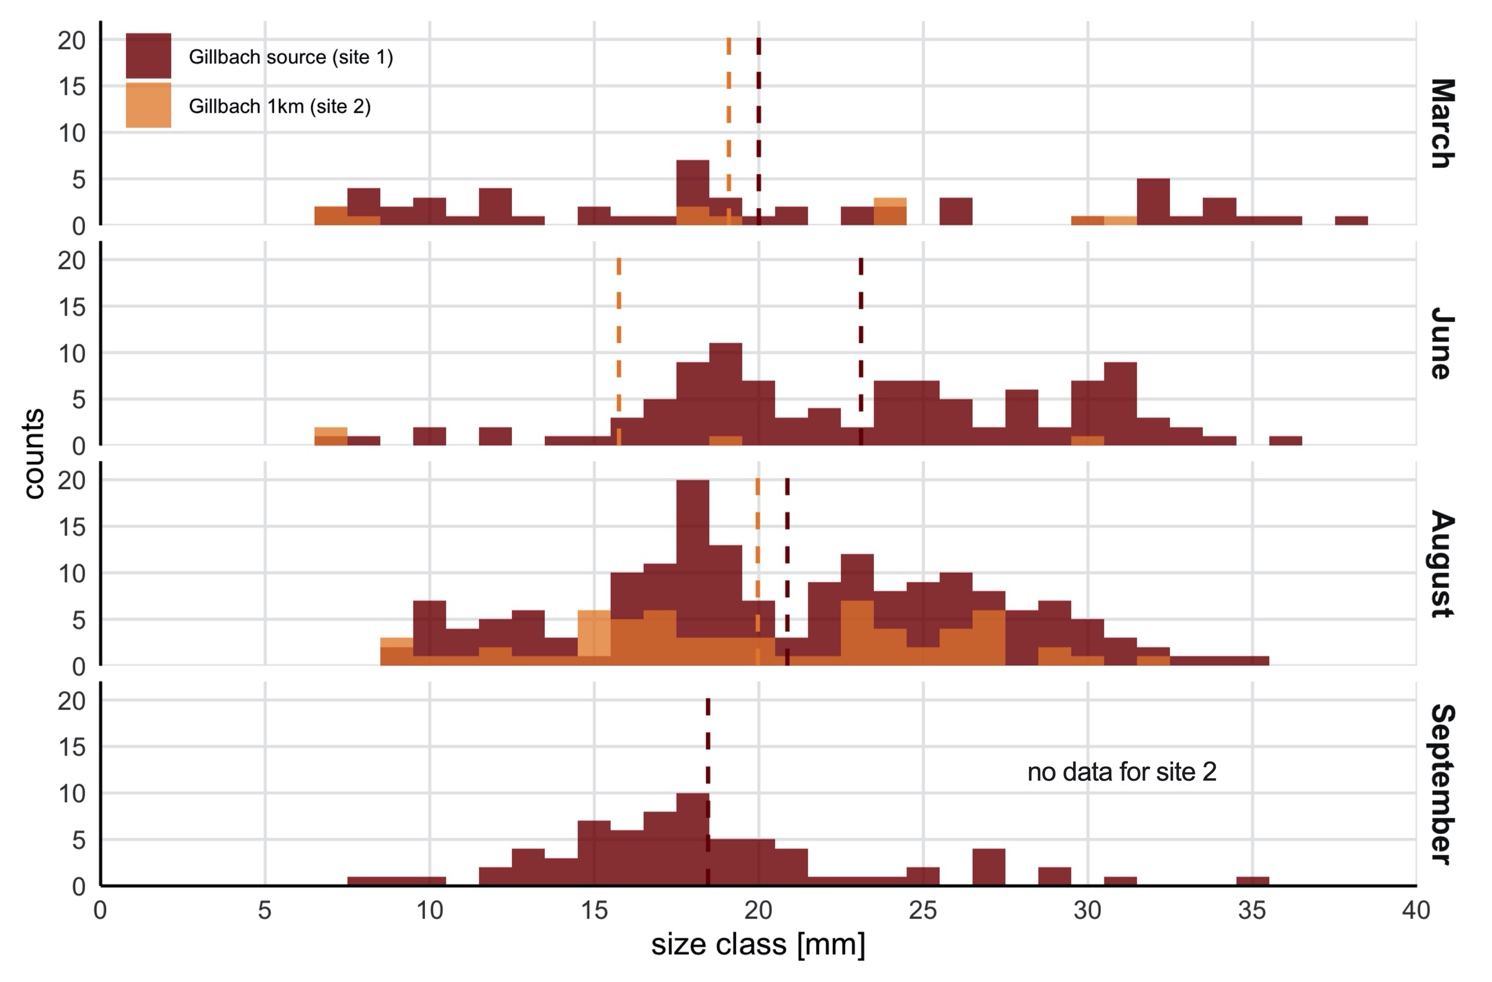 20
15
10
5
0
Gillbach source (site 1)
Gillbach 1km (site 2)
March
20
15
10
5
0
June
counts
20
15
10
5
0
August
20
15
10
5
0
no data for site 2
September
0 5 10 15 20 25 30 35 40
size class [mm]